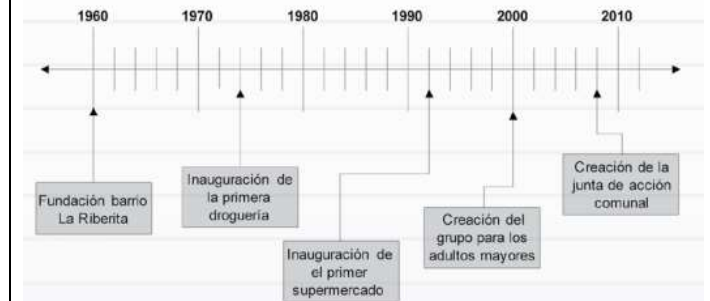 1960 1970 1980 1990 2000 2010
Fundación barrio
La Riberita
Inauguración de
la primera
droguería
Inauguración de
el primer
supermercado
Creación del
grupo para los
adultos mayores
Creación de la
junta de acción
comunal